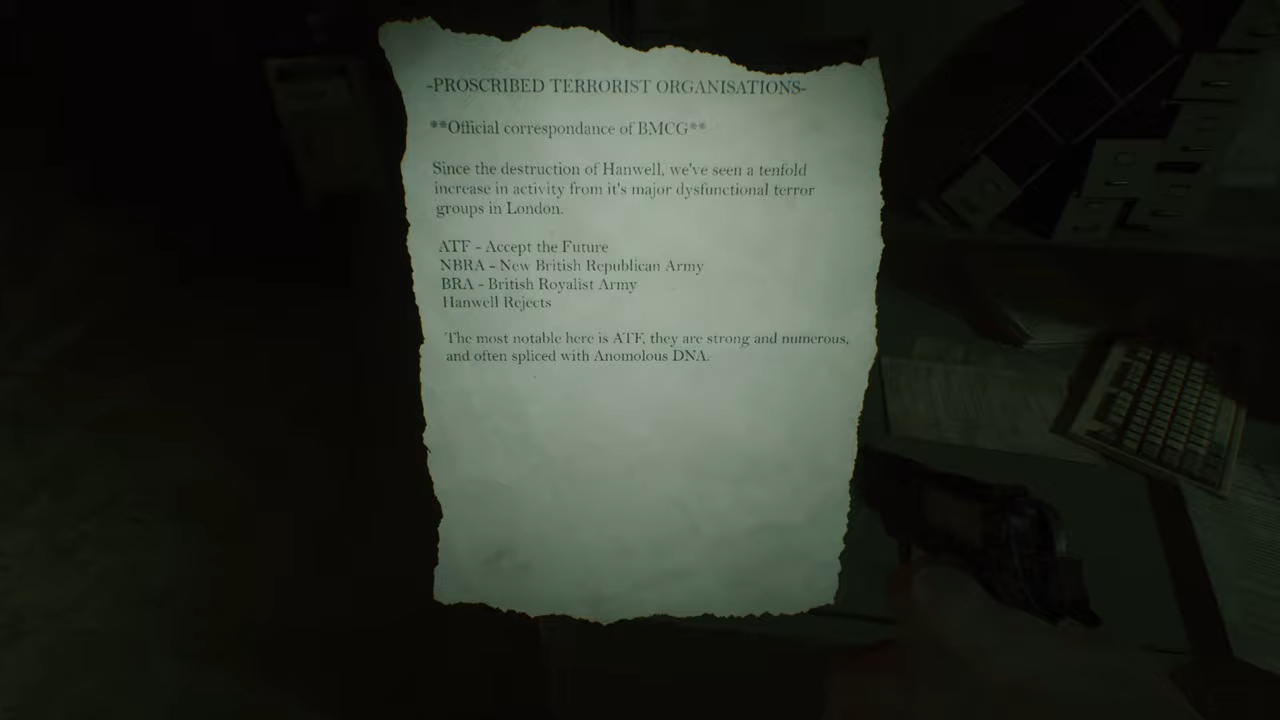 -PROSCRIBED TERRORIST ORGANISATIONS-
**Official correspondance of BMCG**
Since the destruction of Hanwell, we've seen a tenfold
increase in activity from it's major dysfunctional terror
groups in London.
ATF - Accept the Future
NBRA - New British Republican Army
BRA - British Royalist Army
Hanwell Rejects
The most notable here is ATF, they are strong and numerous,
and often spliced with Anomolous DNA.